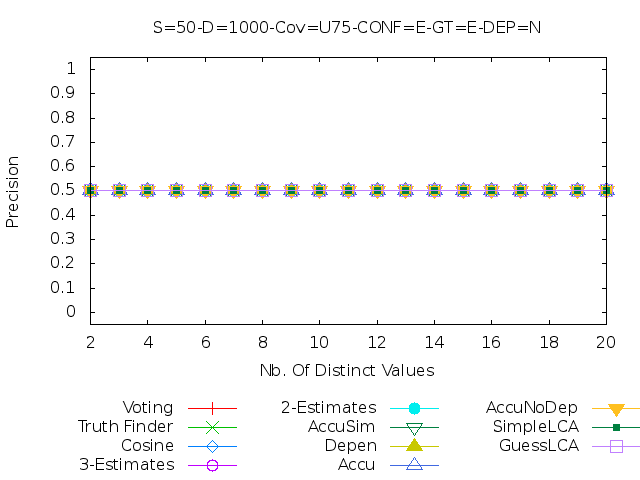 S=50-D=1000-Cov=U75-CONF=E-GT=E-DEP=N
1
0.9
0.8
0.7
0.6
0.5
0.4
0.3
0.2
0.1
0
Precision
2 4 6 8 10 12 14 16 18 20
Nb. Of Distinct Values
Voting 2-Estimates AccuNoDep
Truth Finder AccuSim SimpleLCA
Cosine Depen GuessLCA
3-Estimates Accu